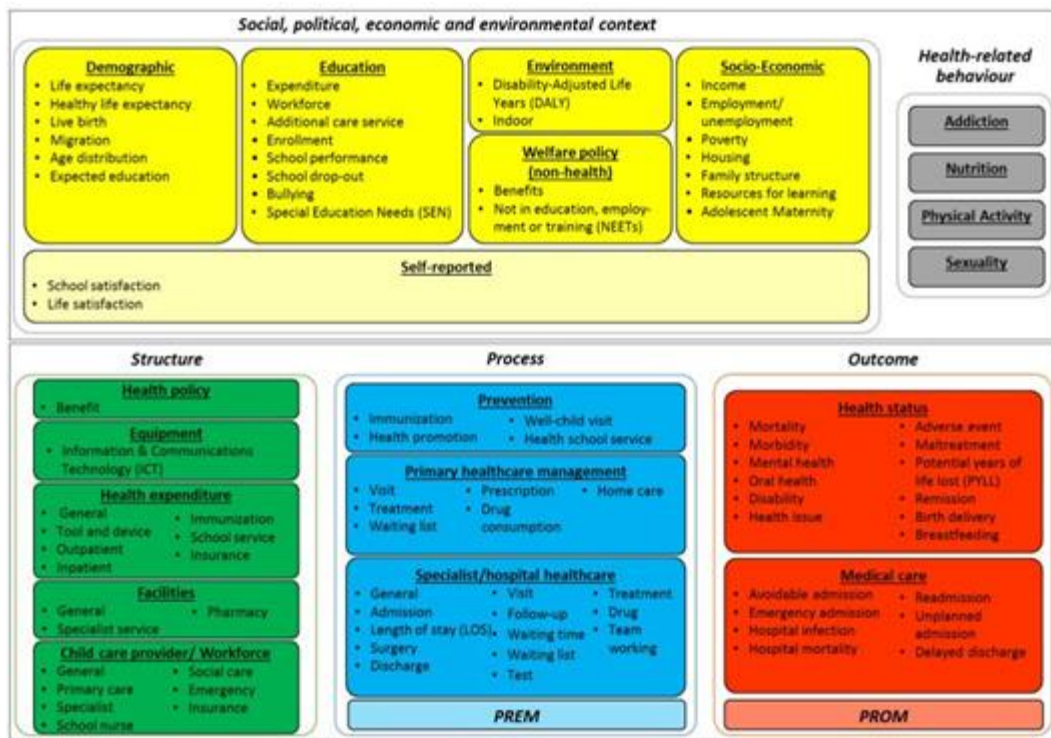 Social, political, economic and environmental context
Demographic
• Life expectancy
• Healthy life expectancy
• Live birth
• Migration
• Age distribution
• Expected education
Education
• Expenditure
• Workforce
• Additional care service
• Enrollment
• School performance
• School drop-out
• Bullying
• Special Education Needs (SEN)
Environment
• Disability-Adjusted Life
Years (DALY)
• Indoor
Welfare policy
(non-health)
• Benefits
• Not in education, employ-
ment or training (NEETs)
Socio-Economic
• Income
• Employment/
unemployment
• Poverty
• Housing
• Family structure
• Resources for learning
• Adolescent Maternity
Self-reported
• School satisfaction
• Life satisfaction
Health-related
behaviour
Addiction
Nutrition
Physical Activity
Sexuality
Structure
Health policy
• Benefit
Equipment
• Information & Communications
Technology (ICT)
Health expenditure
• General
• Tool and device
• Outpatient
• Inpatient
• Immunization
• School service
• Insurance
Facilities
• General
• Specialist service
• Pharmacy
Child care provider/ Workforce
• General
• Primary care
• Specialist
• School nurse
• Social care
• Emergency
• Insurance
Process
Prevention
• Immunization
• Health promotion
• Well-child visit
• Health school service
Primary healthcare management
• Visit
• Treatment
• Waiting list
• Prescription
• Drug
consumption
• Home care
Specialist/hospital healthcare
• General
• Admission
• Length of stay (LOS)
• Surgery
• Discharge
• Visit
• Follow-up
• Waiting time
• Waiting list
• Test
• Treatment
• Drug
• Team
working
PREM
Outcome
Health status
• Mortality
• Morbidity
• Mental health
• Oral health
• Disability
• Health issue
• Adverse event
• Maltreatment
• Potential years of
life lost (PYLL)
• Remission
• Birth delivery
• Breastfeeding
Medical care
• Avoidable admission
• Emergency admission
• Hospital infection
• Hospital mortality
• Readmission
• Unplanned
admission
• Delayed discharge
PROM